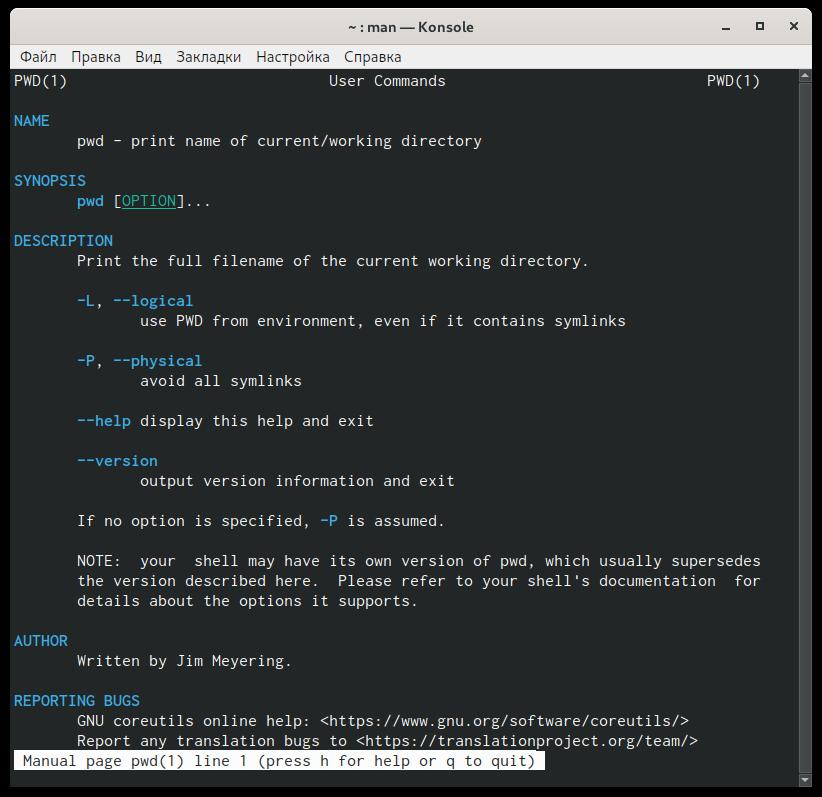 ~ : man — Konsole
Файл Правка Вид Закладки Настройка Справка
PWD(1) User Commands PWD(1)
NAME
pwd - print name of current/working directory
SYNOPSIS
pwd [OPTION]...
DESCRIPTION
Print the full filename of the current working directory.
-L, --logical
use PWD from environment, even if it contains symlinks
-P, --physical
avoid all symlinks
--help display this help and exit
--version
output version information and exit
If no option is specified, -P is assumed.
NOTE:  your  shell may have its own version of pwd, which usually supersedes
the version described here.  Please refer to your shell's documentation  for
details about the options it supports.
AUTHOR
Written by Jim Meyering.
REPORTING BUGS
GNU coreutils online help: <https://www.gnu.org/software/coreutils/>
Report any translation bugs to <https://translationproject.org/team/>
Manual page pwd(1) line 1 (press h for help or q to quit)